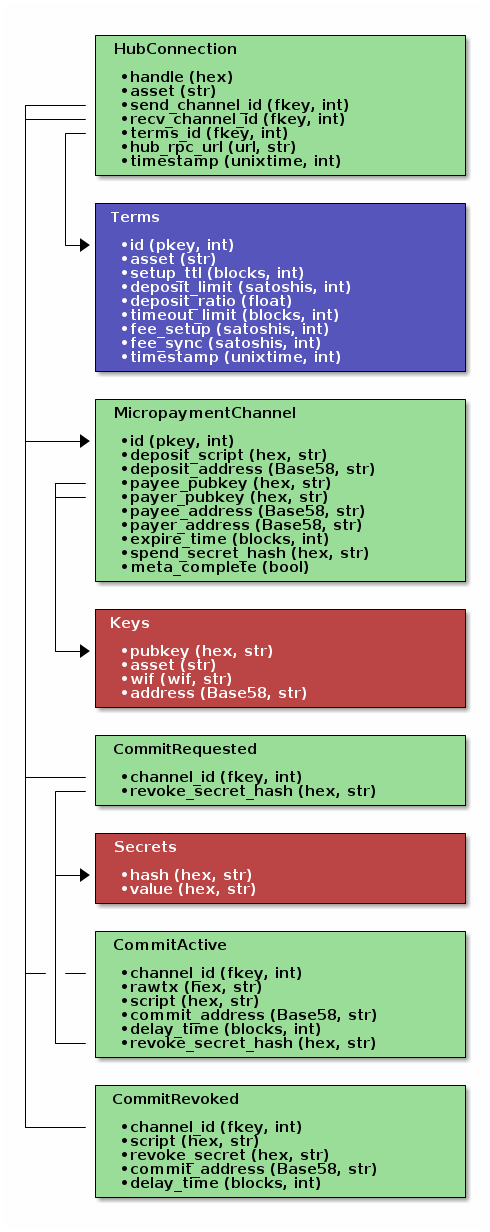 HubConnection
•handle (hex)
•asset (str)
•send_channel_id (fkey, int)
•recv_channel_id (fkey, int)
•terms_id (fkey, int)
•hub_rpc_url (url, str)
•timestamp (unixtime, int)
Terms
•id (pkey, int)
•asset (str)
•setup_ttl (blocks, int)
•deposit_limit (satoshis, int)
•deposit_ratio (float)
•timeout_limit (blocks, int)
•fee_setup (satoshis, int)
•fee_sync (satoshis, int)
•timestamp (unixtime, int)
MicropaymentChannel
•id (pkey, int)
•deposit_script (hex, str)
•deposit_address (Base58, str)
•payee_pubkey (hex, str)
•payer_pubkey (hex, str)
•payee_address (Base58, str)
•payer_address (Base58, str)
•expire_time (blocks, int)
•spend_secret_hash (hex, str)
•meta_complete (bool)
Keys
•pubkey (hex, str)
•asset (str)
•wif (wif, str)
•address (Base58, str)
CommitRequested
•channel_id (fkey, int)
•revoke_secret_hash (hex, str)
Secrets
•hash (hex, str)
•value (hex, str)
CommitActive
•channel_id (fkey, int)
•rawtx (hex, str)
•script (hex, str)
•commit_address (Base58, str)
•delay_time (blocks, int)
•revoke_secret_hash (hex, str)
CommitRevoked
•channel_id (fkey, int)
•script (hex, str)
•revoke_secret (hex, str)
•commit_address (Base58, str)
•delay_time (blocks, int)